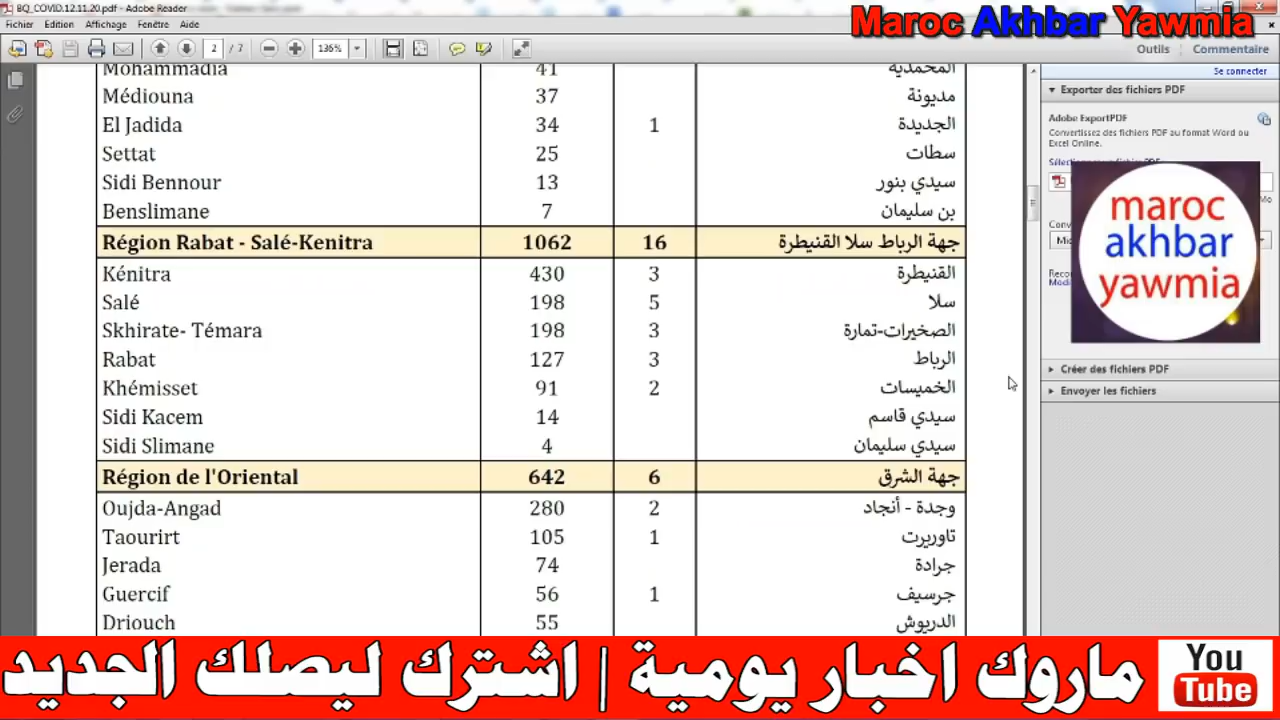 BQ_COVID.12.11.20.pdf - Adobe Reader
Maroc Akhbar Yawmia
Fichier Edition Affichage Fenêtre Aide
2 / 7 136% Outils Commentaire
Se connecter
Mohammadia 41 المحمدية
Médiouna 37 مديونة
El Jadida 34 1 الجديدة
Settat 25 سطات
Sidi Bennour 13 سيدي بنور
Benslimane 7 بن سليمان
Région Rabat - Salé-Kenitra 1062 16 جهة الرباط سلا القنيطرة
Kénitra 430 3 القنيطرة
Salé 198 5 سلا
Skhirate- Témara 198 3 الصخيرات-تمارة
Rabat 127 3 الرباط
Khémisset 91 2 الخميسات
Sidi Kacem 14 سيدي قاسم
Sidi Slimane 4 سيدي سليمان
Région de l'Oriental 642 6 جهة الشرق
Oujda-Angad 280 2 وجدة - أنجاد
Taourirt 105 1 تاوريرت
Jerada 74 جرادة
Guercif 56 1 جرسيف
Driouch 55 الدريوش
Exporter des fichiers PDF
Adobe ExportPDF
Convertissez des fichiers PDF au format Word ou
Excel Online.
maroc
akhbar
yawmia
Créer des fichiers PDF
Envoyer les fichiers
ماروك اخبار يومية | اشترك ليصلك الجديد
You
Tube